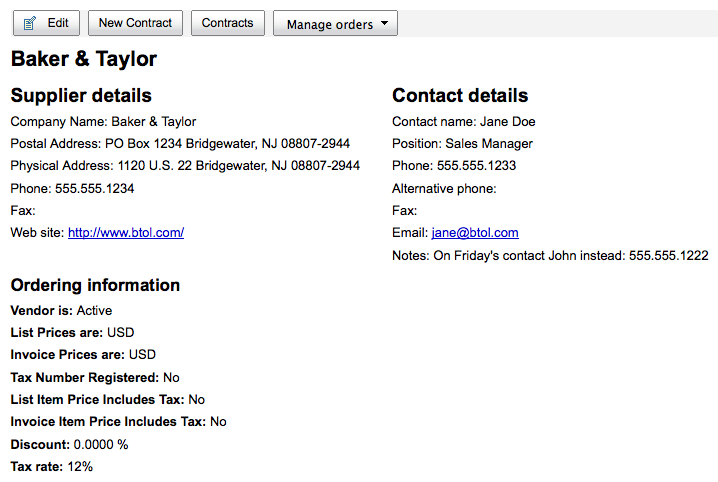 Edit New Contract Contracts Manage orders
Baker & Taylor
Supplier details
Company Name: Baker & Taylor
Postal Address: PO Box 1234 Bridgewater, NJ 08807-2944
Physical Address: 1120 U.S. 22 Bridgewater, NJ 08807-2944
Phone: 555.555.1234
Fax:
Web site: http://www.btol.com/
Contact details
Contact name: Jane Doe
Position: Sales Manager
Phone: 555.555.1233
Alternative phone:
Fax:
Email: jane@btol.com
Notes: On Friday's contact John instead: 555.555.1222
Ordering information
Vendor is: Active
List Prices are: USD
Invoice Prices are: USD
Tax Number Registered: No
List Item Price Includes Tax: No
Invoice Item Price Includes Tax: No
Discount: 0.0000 %
Tax rate: 12%